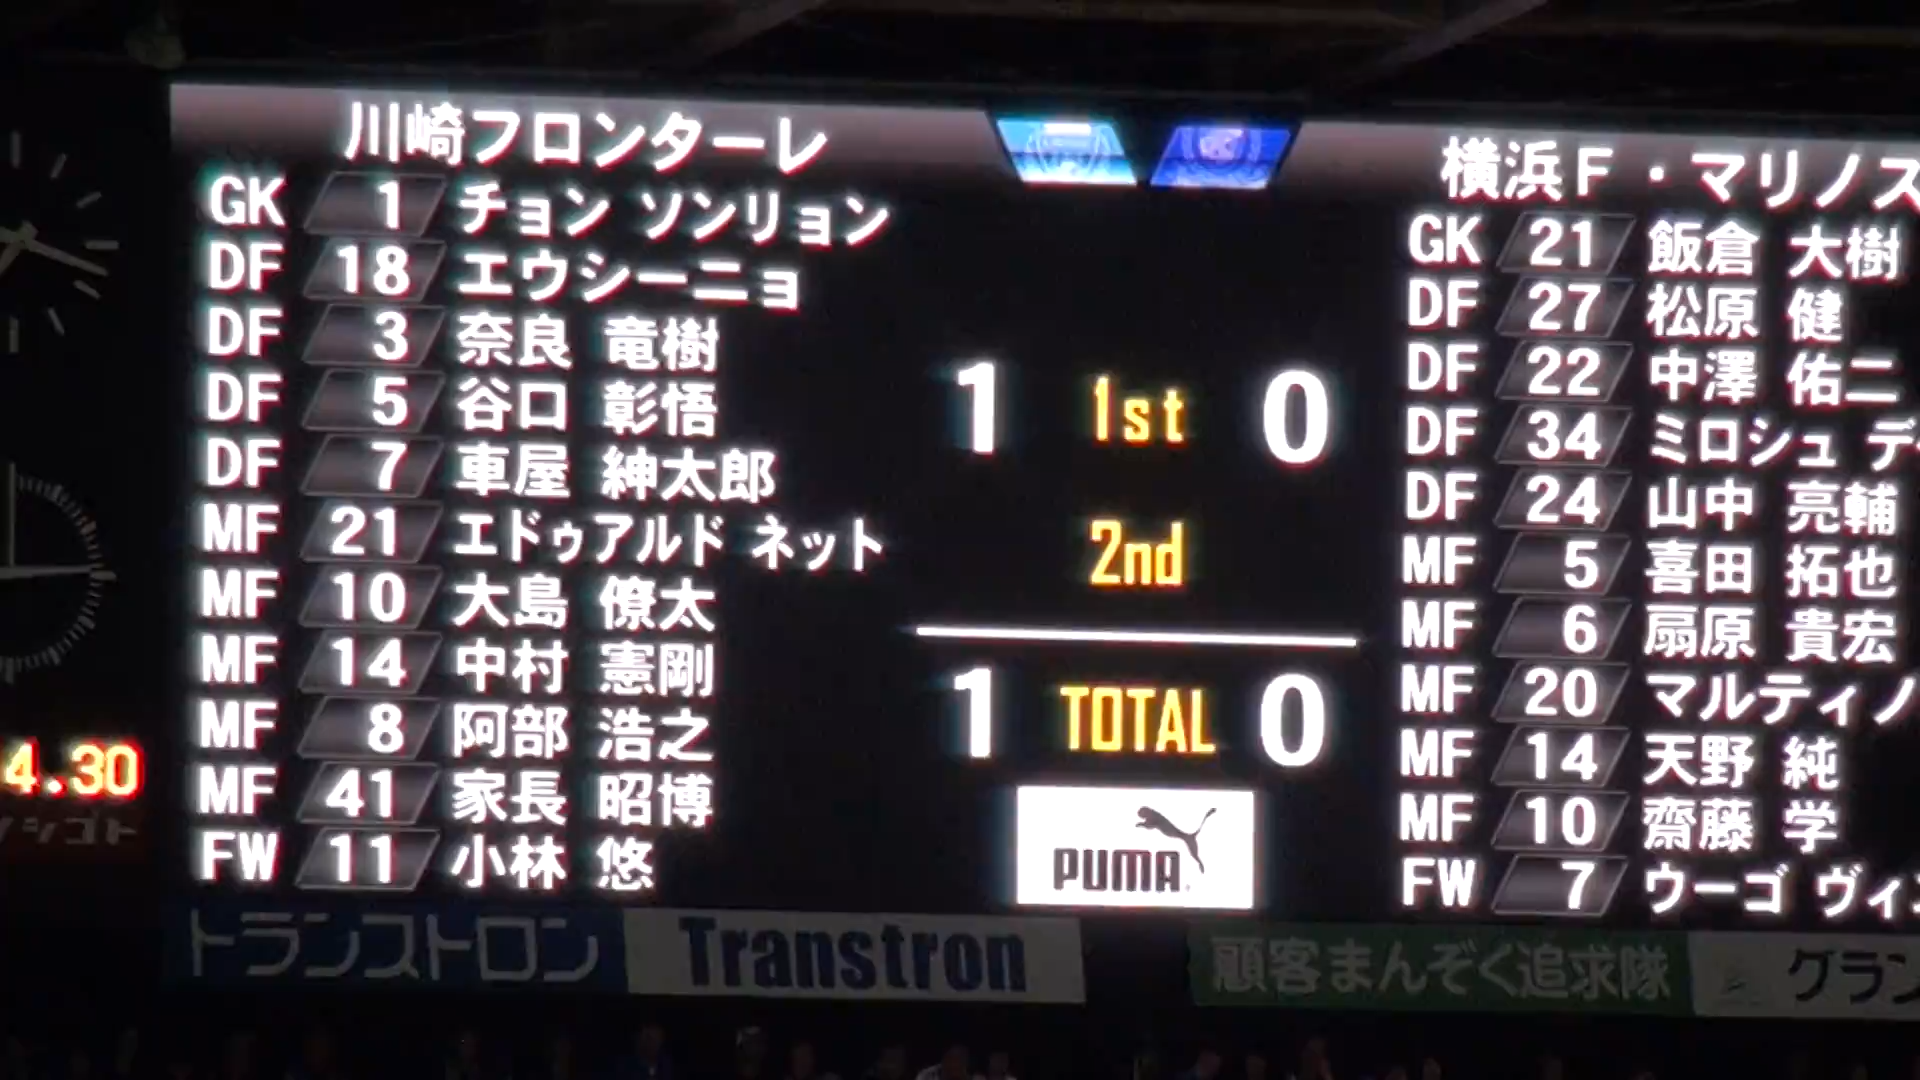 川崎フロンターレ
GK 1 チョン ソンリョン
DF 18 エウシーニョ
DF 3 奈良 竜樹
DF 5 谷口 彰悟
DF 7 車屋 紳太郎
MF 21 エドゥアルド ネット
MF 10 大島 僚太
MF 14 中村 憲剛
MF 8 阿部 浩之
MF 41 家長 昭博
FW 11 小林 悠
1 1st 0
2nd
1 TOTAL 0
PUMA
横浜F・マリノス
GK 21 飯倉 大樹
DF 27 松原 健
DF 22 中澤 佑二
DF 34 ミロシュ デ
DF 24 山中 亮輔
MF 5 喜田 拓也
MF 6 扇原 貴宏
MF 20 マルティノ
MF 14 天野 純
MF 10 齋藤 学
FW 7 ウーゴ ヴィ
4.30
トランストロン
Transtron
顧客まんぞく追求隊
グラン